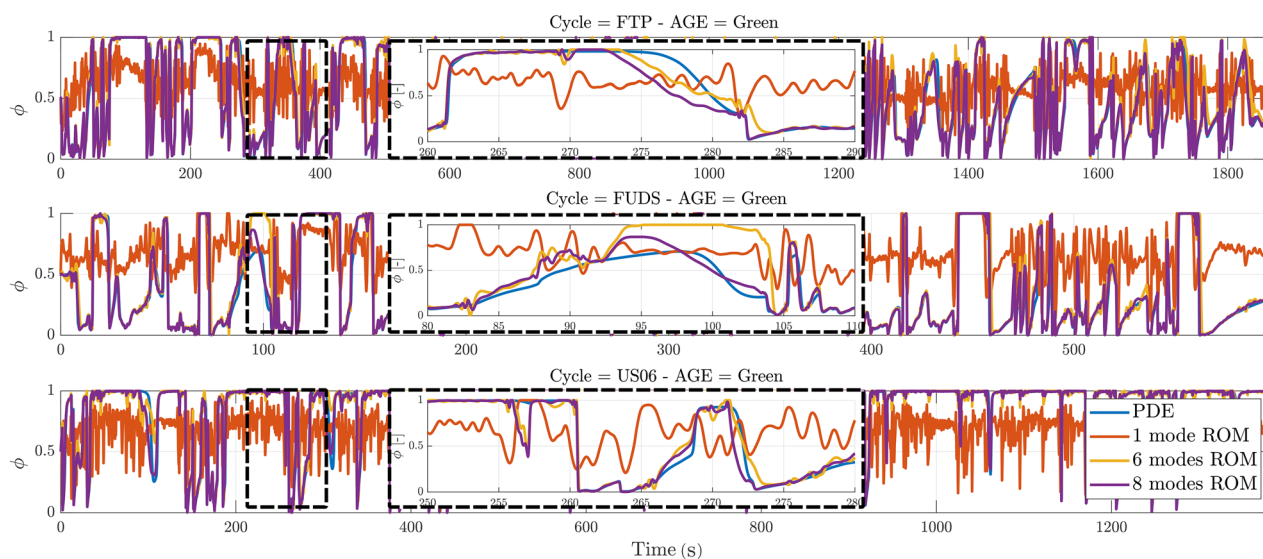 Cycle = FTP - AGE = Green
1
0.5
0
ϕ
ϕ [-]
1
0.5
0
260 265 270 275 280 285 290
0 200 400 600 800 1000 1200 1400 1600 1800
Cycle = FUDS - AGE = Green
1
0.5
0
ϕ
ϕ [-]
1
0.5
0
80 85 90 95 100 105 110
0 100 200 300 400 500
Cycle = US06 - AGE = Green
1
0.5
0
ϕ
ϕ [-]
1
0.5
0
250 255 260 265 270 275 280
0 200 400 600 800 1000 1200
PDE
1 mode ROM
6 modes ROM
8 modes ROM
Time (s)